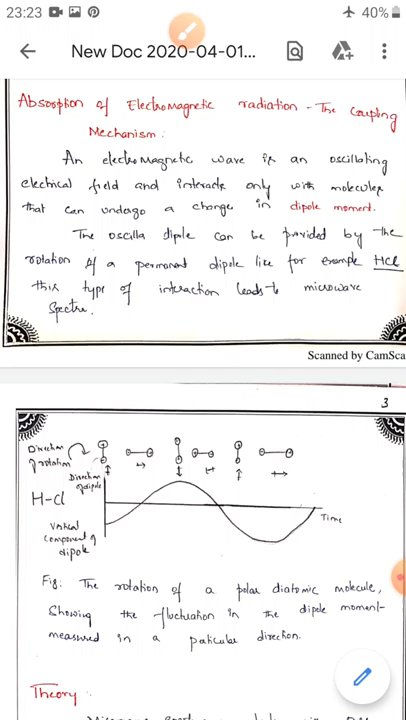 23:23
40%
New Doc 2020-04-01...
Absorption of Electromagnetic radiation - The Coupling
Mechanism:
An electromagnetic wave is an oscillating
electrical field and interacts only with molecules
that can undergo a change in dipole moment.
The oscilla diple can be provided by the
rotation of a permanent dipole like for example HCl
this type of interaction leads to microwave
Spectra.
Scanned by CamSca
3
Direction
of rotation
Direction
of dipole
H-Cl
Vertical
component of
dipole
Time
Fig: The rotation of a polar diatomic molecule,
Showing the fluctuation in the dipole moment
measured in a paticular direction.
Theory :